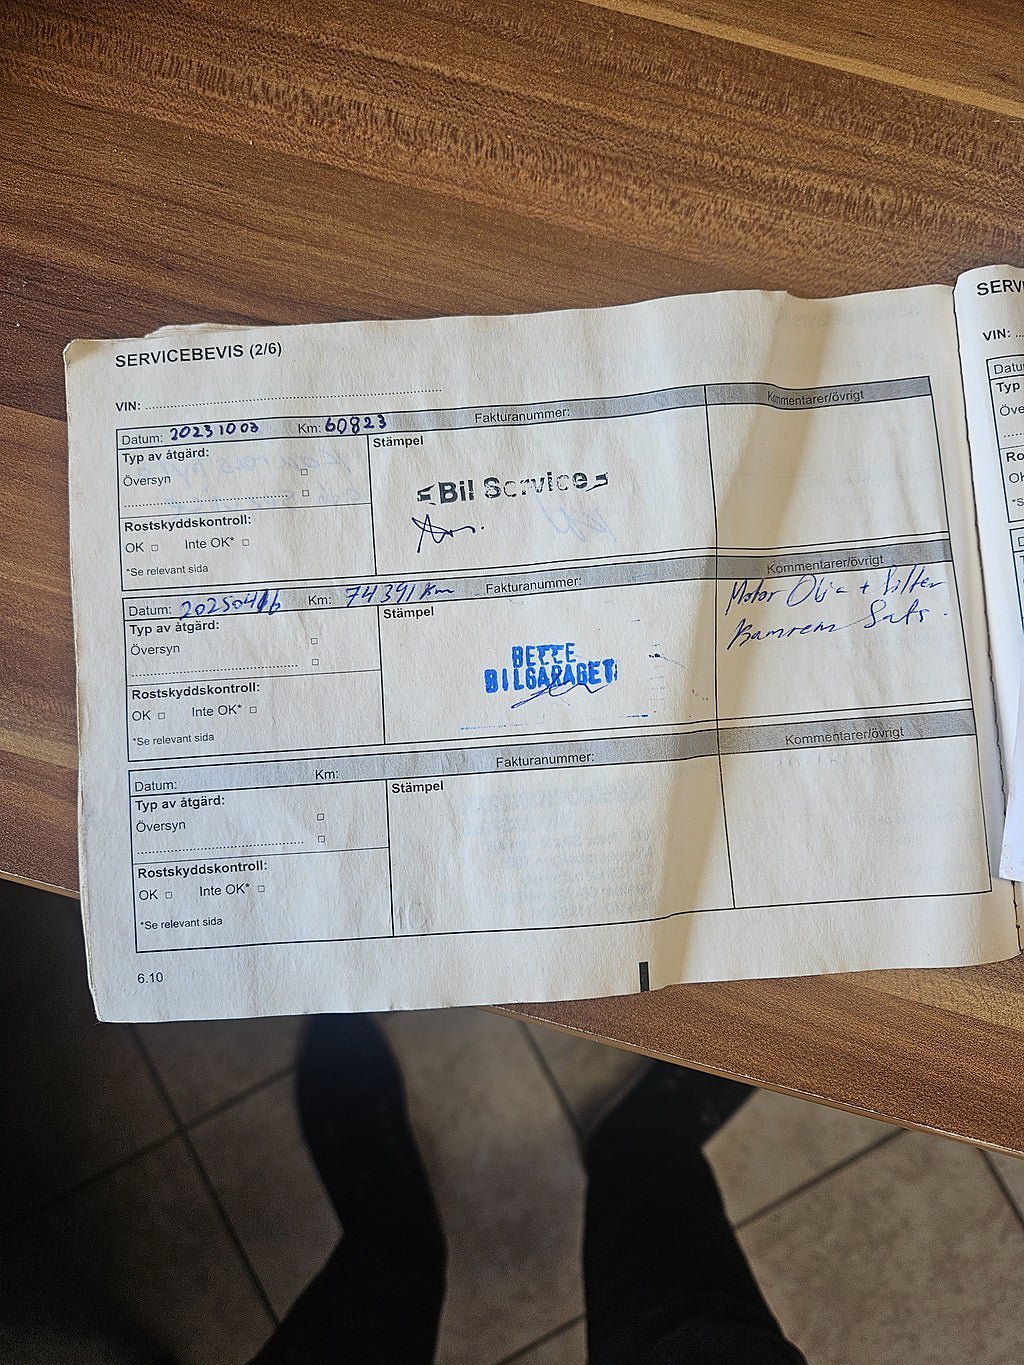 SERVICEBEVIS (2/6)
VIN:
Datum: 20231003 Km: 60823 Fakturanummer: Kommentarer/övrigt
Typ av åtgärd: Stämpel
Översyn
Bil Service
Rostskyddskontroll:
OK Inte OK*
*Se relevant sida
Datum: 20250416 Km: 74391 Km Fakturanummer: Kommentarer/övrigt
Typ av åtgärd: Stämpel
Översyn
Motor Olja + Filter
Kamrem Sats.
BILGARAGET
Rostskyddskontroll:
OK Inte OK*
*Se relevant sida
Datum: Km: Fakturanummer: Kommentarer/övrigt
Typ av åtgärd: Stämpel
Översyn
Rostskyddskontroll:
OK Inte OK*
*Se relevant sida
6.10
SERV
VIN:
Datu
Typ
Öve
Ro
OK